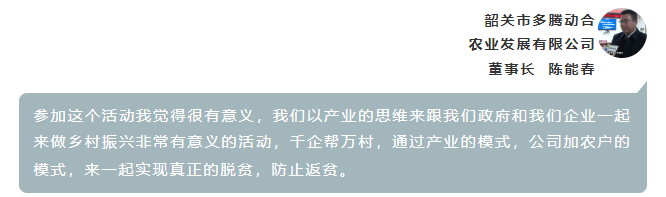 韶关市多腾动合
农业发展有限公司
董事长 陈能春
参加这个活动我觉得很有意义，我们以产业的思维来跟我们政府和我们企业一起
来做乡村振兴非常有意义的活动，千企帮万村，通过产业的模式，公司加农户的
模式，来一起实现真正的脱贫，防止返贫。